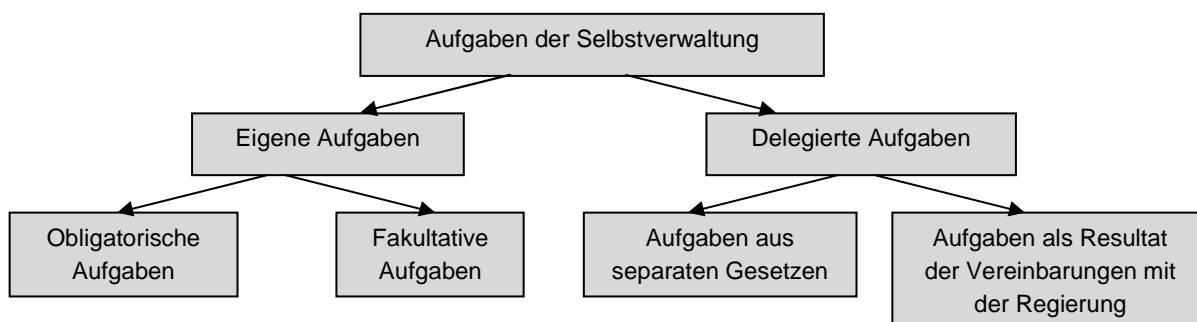 Aufgaben der Selbstverwaltung
Eigene Aufgaben
Delegierte Aufgaben
Obligatorische
Aufgaben
Fakultative
Aufgaben
Aufgaben aus
separaten Gesetzen
Aufgaben als Resultat
der Vereinbarungen mit
der Regierung